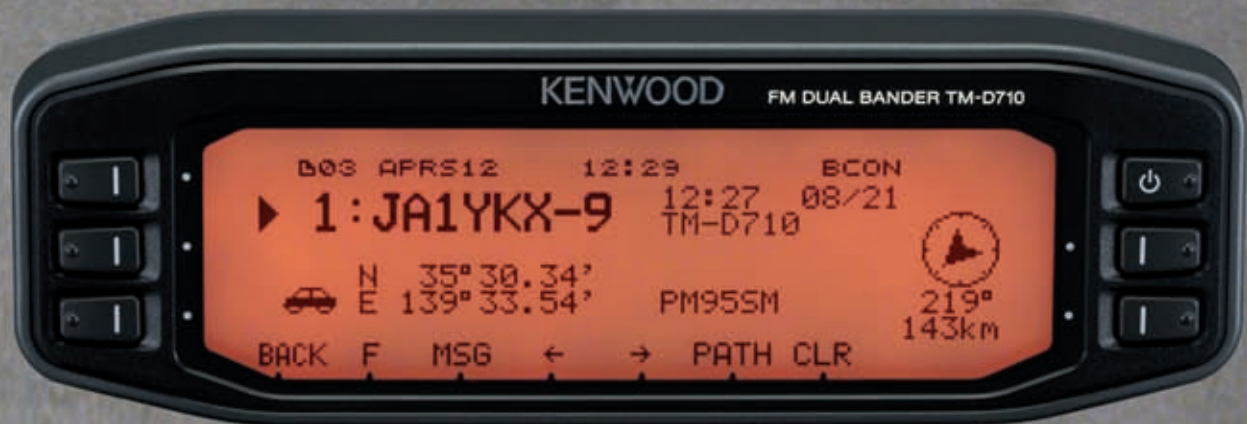 KENWOOD FM DUAL BANDER TM-D710
03 APRS12 12:29 BCON
1:JA1YKX-9 12:27 08/21
TM-D710
N 35°30.34'
E 139°33.54' PM95SM
219°
143km
BACK F MSG ← → PATH CLR